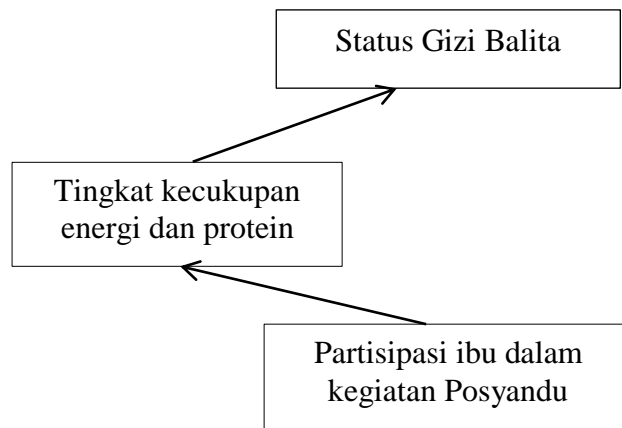 Status Gizi Balita
Tingkat kecukupan
energi dan protein
Partisipasi ibu dalam
kegiatan Posyandu